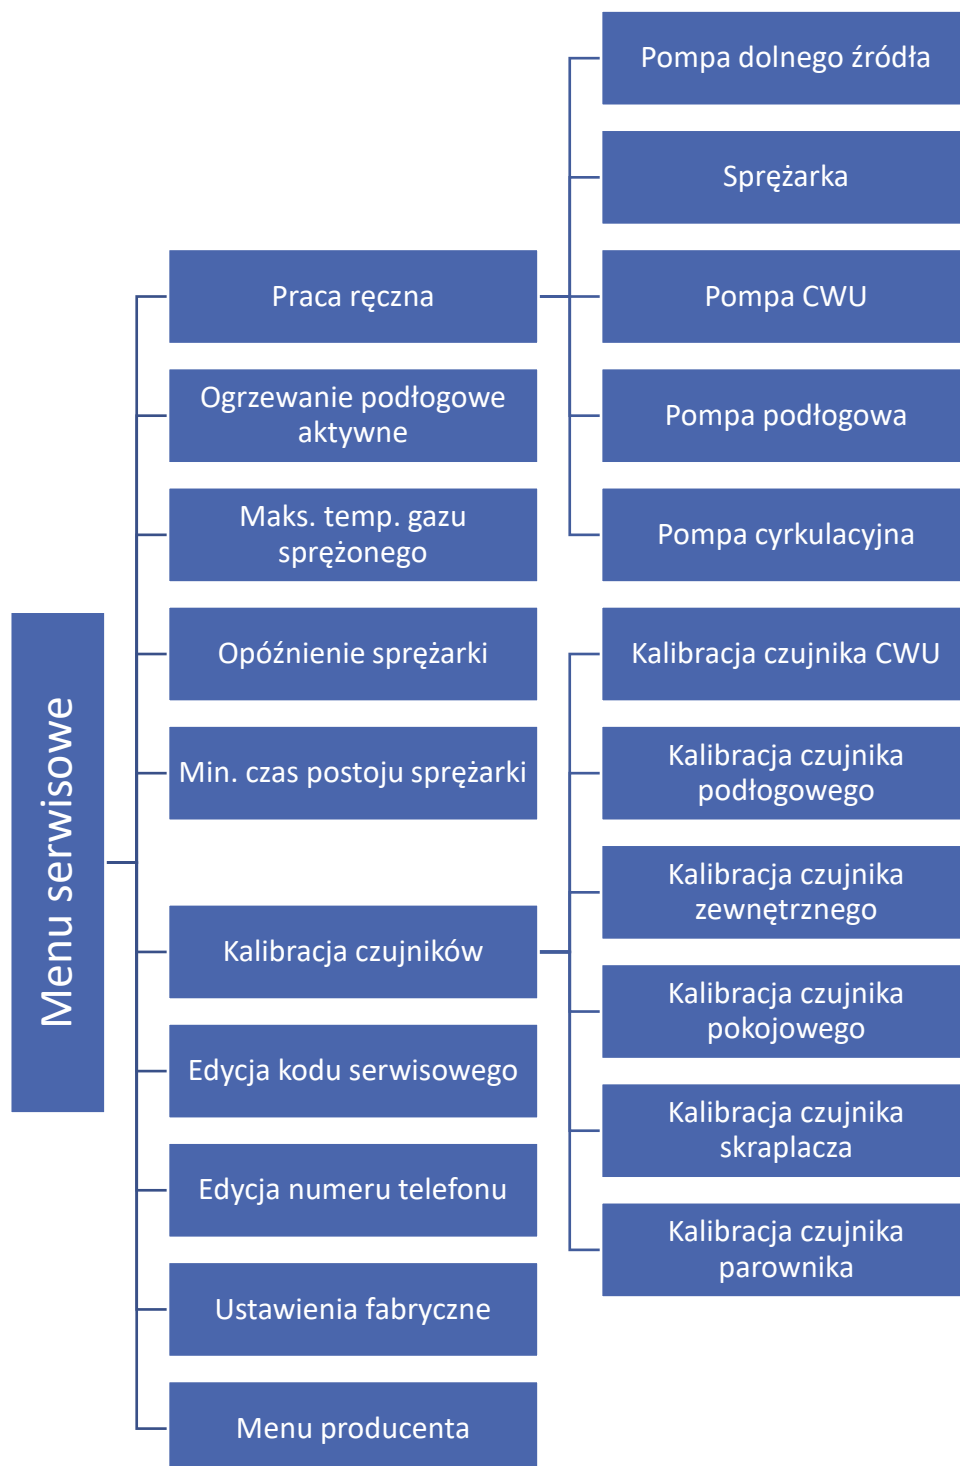 Menu serwisowe
Praca ręczna
Pompa dolnego źródła
Sprężarka
Pompa CWU
Pompa podłogowa
Pompa cyrkulacyjna
Ogrzewanie podłogowe
aktywne
Maks. temp. gazu
sprężonego
Opóźnienie sprężarki
Min. czas postoju sprężarki
Kalibracja czujników
Kalibracja czujnika CWU
Kalibracja czujnika
podłogowego
Kalibracja czujnika
zewnętrznego
Kalibracja czujnika
pokojowego
Kalibracja czujnika
skraplacza
Kalibracja czujnika
parownika
Edycja kodu serwisowego
Edycja numeru telefonu
Ustawienia fabryczne
Menu producenta